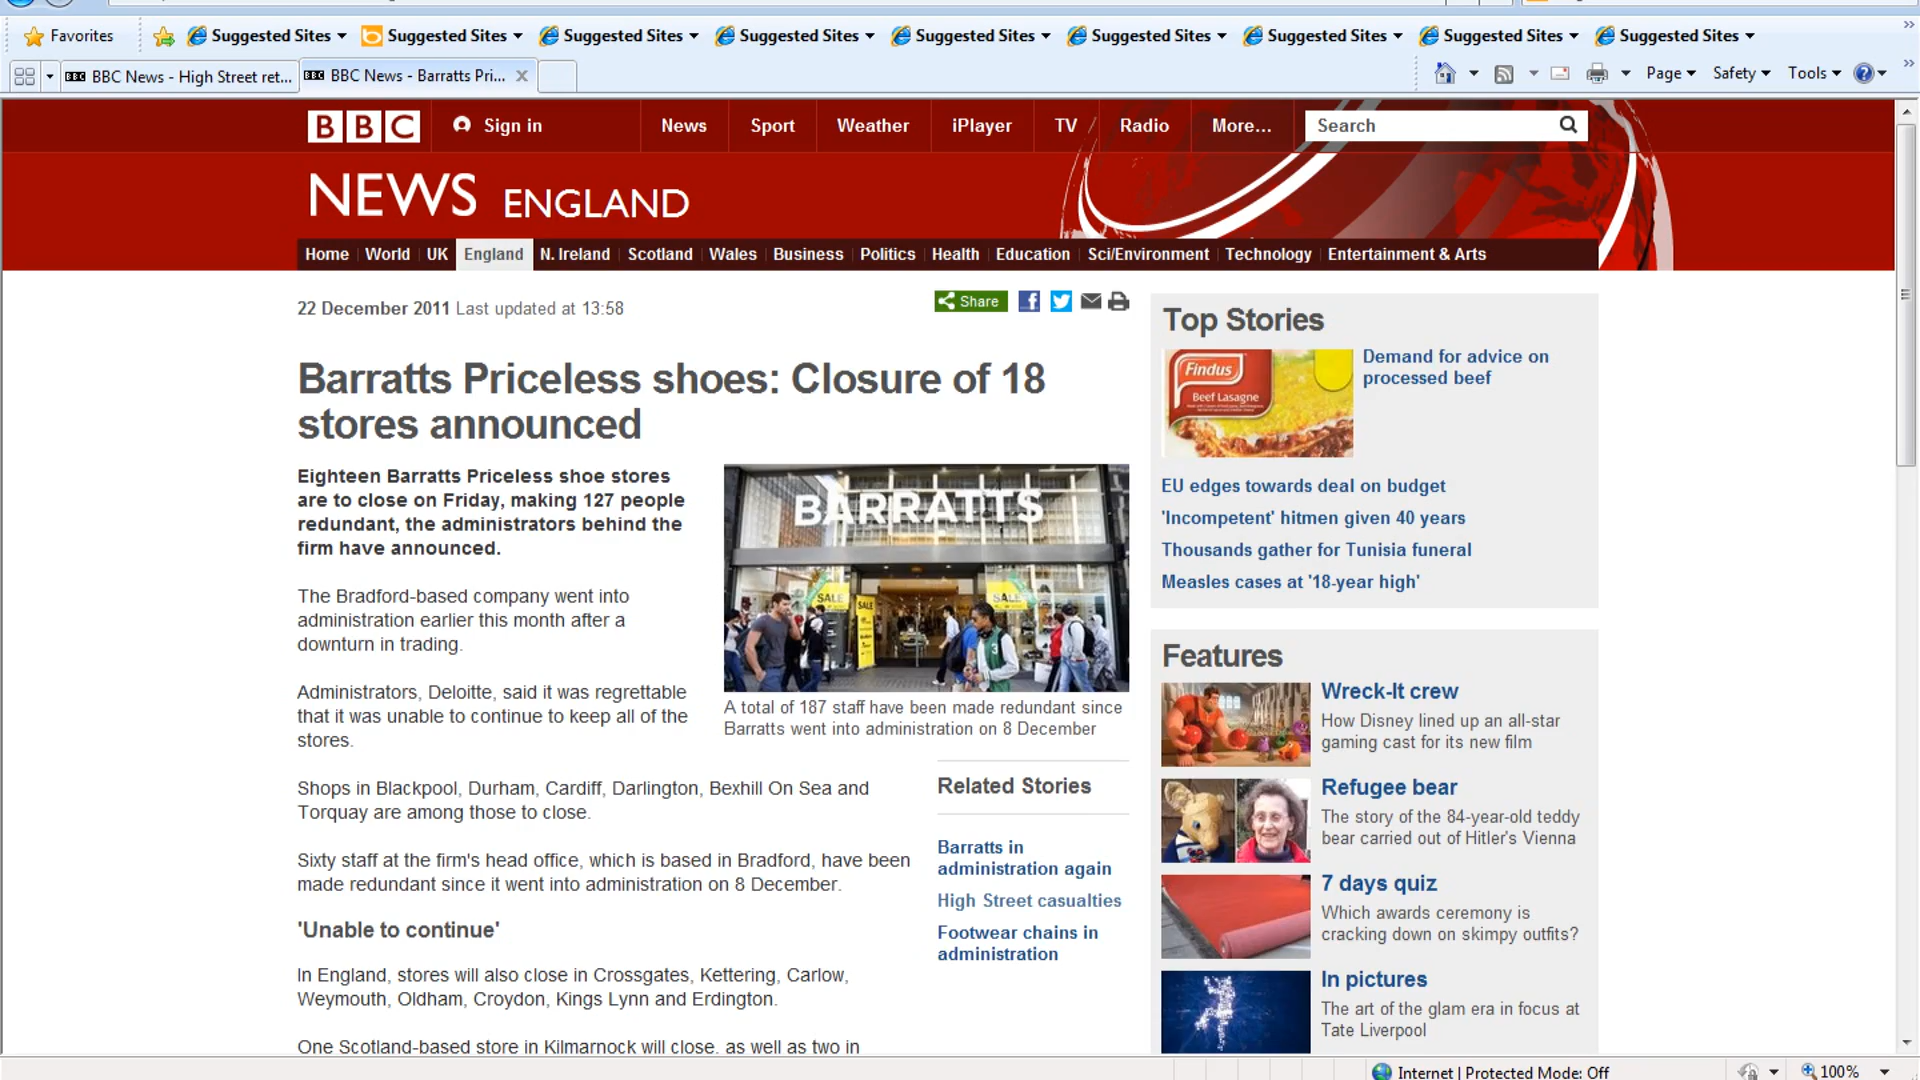 Favorites
Suggested Sites
Suggested Sites
Suggested Sites
Suggested Sites
Suggested Sites
Suggested Sites
Suggested Sites
Suggested Sites
Suggested Sites
BBC News - High Street ret...
BBC News - Barratts Pri...
Page
Safety
Tools
BBC
Sign in
News
Sport
Weather
iPlayer
TV
Radio
More...
Search
NEWS ENGLAND
Home
World
UK
England
N. Ireland
Scotland
Wales
Business
Politics
Health
Education
Sci/Environment
Technology
Entertainment & Arts
22 December 2011 Last updated at 13:58
Share
Barratts Priceless shoes: Closure of 18
stores announced
Eighteen Barratts Priceless shoe stores
are to close on Friday, making 127 people
redundant, the administrators behind the
firm have announced.
The Bradford-based company went into
administration earlier this month after a
downturn in trading.
Administrators, Deloitte, said it was regrettable
that it was unable to continue to keep all of the
stores.
BARRATTS
SALE
SALE
SALE
A total of 187 staff have been made redundant since
Barratts went into administration on 8 December
Shops in Blackpool, Durham, Cardiff, Darlington, Bexhill On Sea and
Torquay are among those to close.
Sixty staff at the firm's head office, which is based in Bradford, have been
made redundant since it went into administration on 8 December.
'Unable to continue'
In England, stores will also close in Crossgates, Kettering, Carlow,
Weymouth, Oldham, Croydon, Kings Lynn and Erdington.
One Scotland-based store in Kilmarnock will close, as well as two in
Related Stories
Barratts in
administration again
High Street casualties
Footwear chains in
administration
Top Stories
Findus
Beef Lasagne
Demand for advice on
processed beef
EU edges towards deal on budget
'Incompetent' hitmen given 40 years
Thousands gather for Tunisia funeral
Measles cases at '18-year high'
Features
Wreck-It crew
How Disney lined up an all-star
gaming cast for its new film
Refugee bear
The story of the 84-year-old teddy
bear carried out of Hitler's Vienna
7 days quiz
Which awards ceremony is
cracking down on skimpy outfits?
In pictures
The art of the glam era in focus at
Tate Liverpool
Internet | Protected Mode: Off
100%